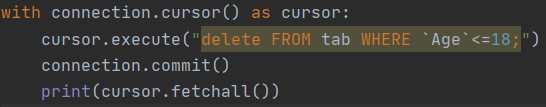 with connection.cursor() as cursor:
    cursor.execute("delete FROM tab WHERE `Age`<=18;")
    connection.commit()
    print(cursor.fetchall())